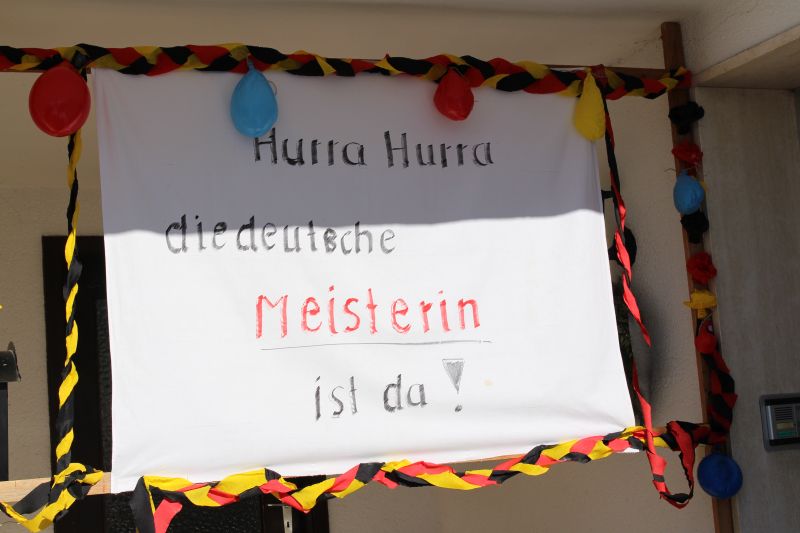 Hurra Hurra
die deutsche
Meisterin
ist da!